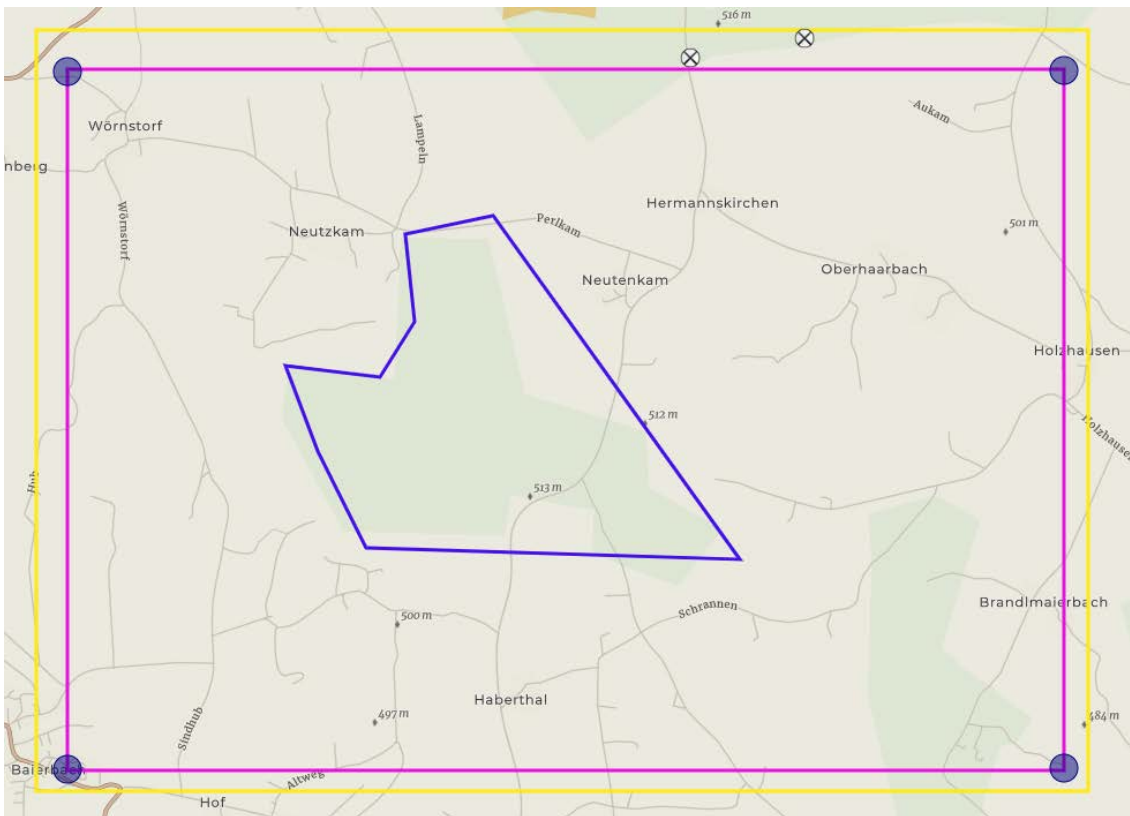 516 m
Aukam
Wörnstorf
Lampeln
nberg
Hermannskirchen
Wörnstorf
Perlkam
501 m
Neutzkam
Oberhaarbach
Neutenkam
Holzhausen
512 m
Holzhausen
Hub
513 m
Brandlmaierbach
Schrannen
500 m
Haberthal
497 m
484 m
Sindhub
Baierbach
Altweg
Hof